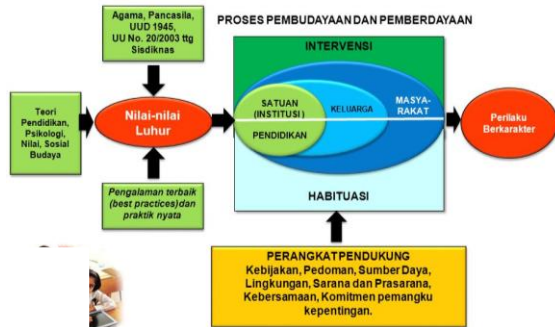 Agama, Pancasila,
UUD 1945,
UU No. 20/2003 ttg
Sisdiknas
PROSES PEMBUDAYAAN DAN PEMBERDAYAAN
INTERVENSI
Teori
Pendidikan,
Psikologi,
Nilai, Sosial
Budaya
Nilai-nilai
Luhur
SATUAN
(INSTITUSI)
PENDIDIKAN
KELUARGA
MASYA-
RAKAT
Perilaku
Berkarakter
Pengalaman terbaik
(best practices)dan
praktik nyata
HABITUASI
PERANGKAT PENDUKUNG
Kebijakan, Pedoman, Sumber Daya,
Lingkungan, Sarana dan Prasarana,
Kebersamaan, Komitmen pemangku
kepentingan.